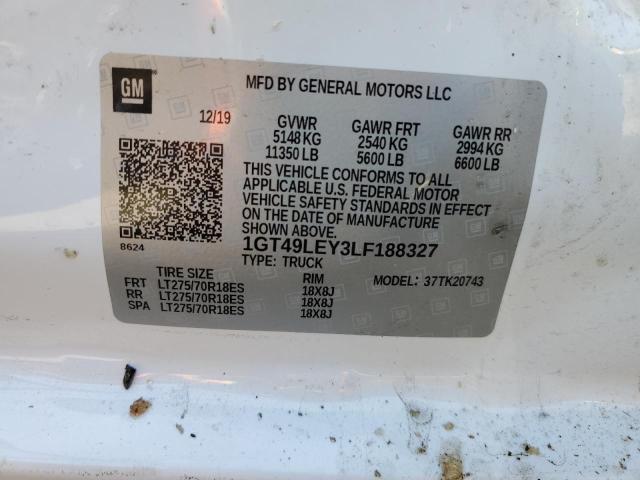 GM
MFD BY GENERAL MOTORS LLC
12/19 GVWR GAWR FRT GAWR RR
5148 KG 2540 KG 2994 KG
11350 LB 5600 LB 6600 LB
THIS VEHICLE CONFORMS TO ALL
APPLICABLE U.S. FEDERAL MOTOR
VEHICLE SAFETY STANDARDS IN EFFECT
ON THE DATE OF MANUFACTURE
SHOWN ABOVE.
8624 1GT49LEY3LF188327
TYPE: TRUCK
TIRE SIZE RIM MODEL: 37TK20743
FRT LT275/70R18ES 18X8J
RR LT275/70R18ES 18X8J
SPA LT275/70R18ES 18X8J